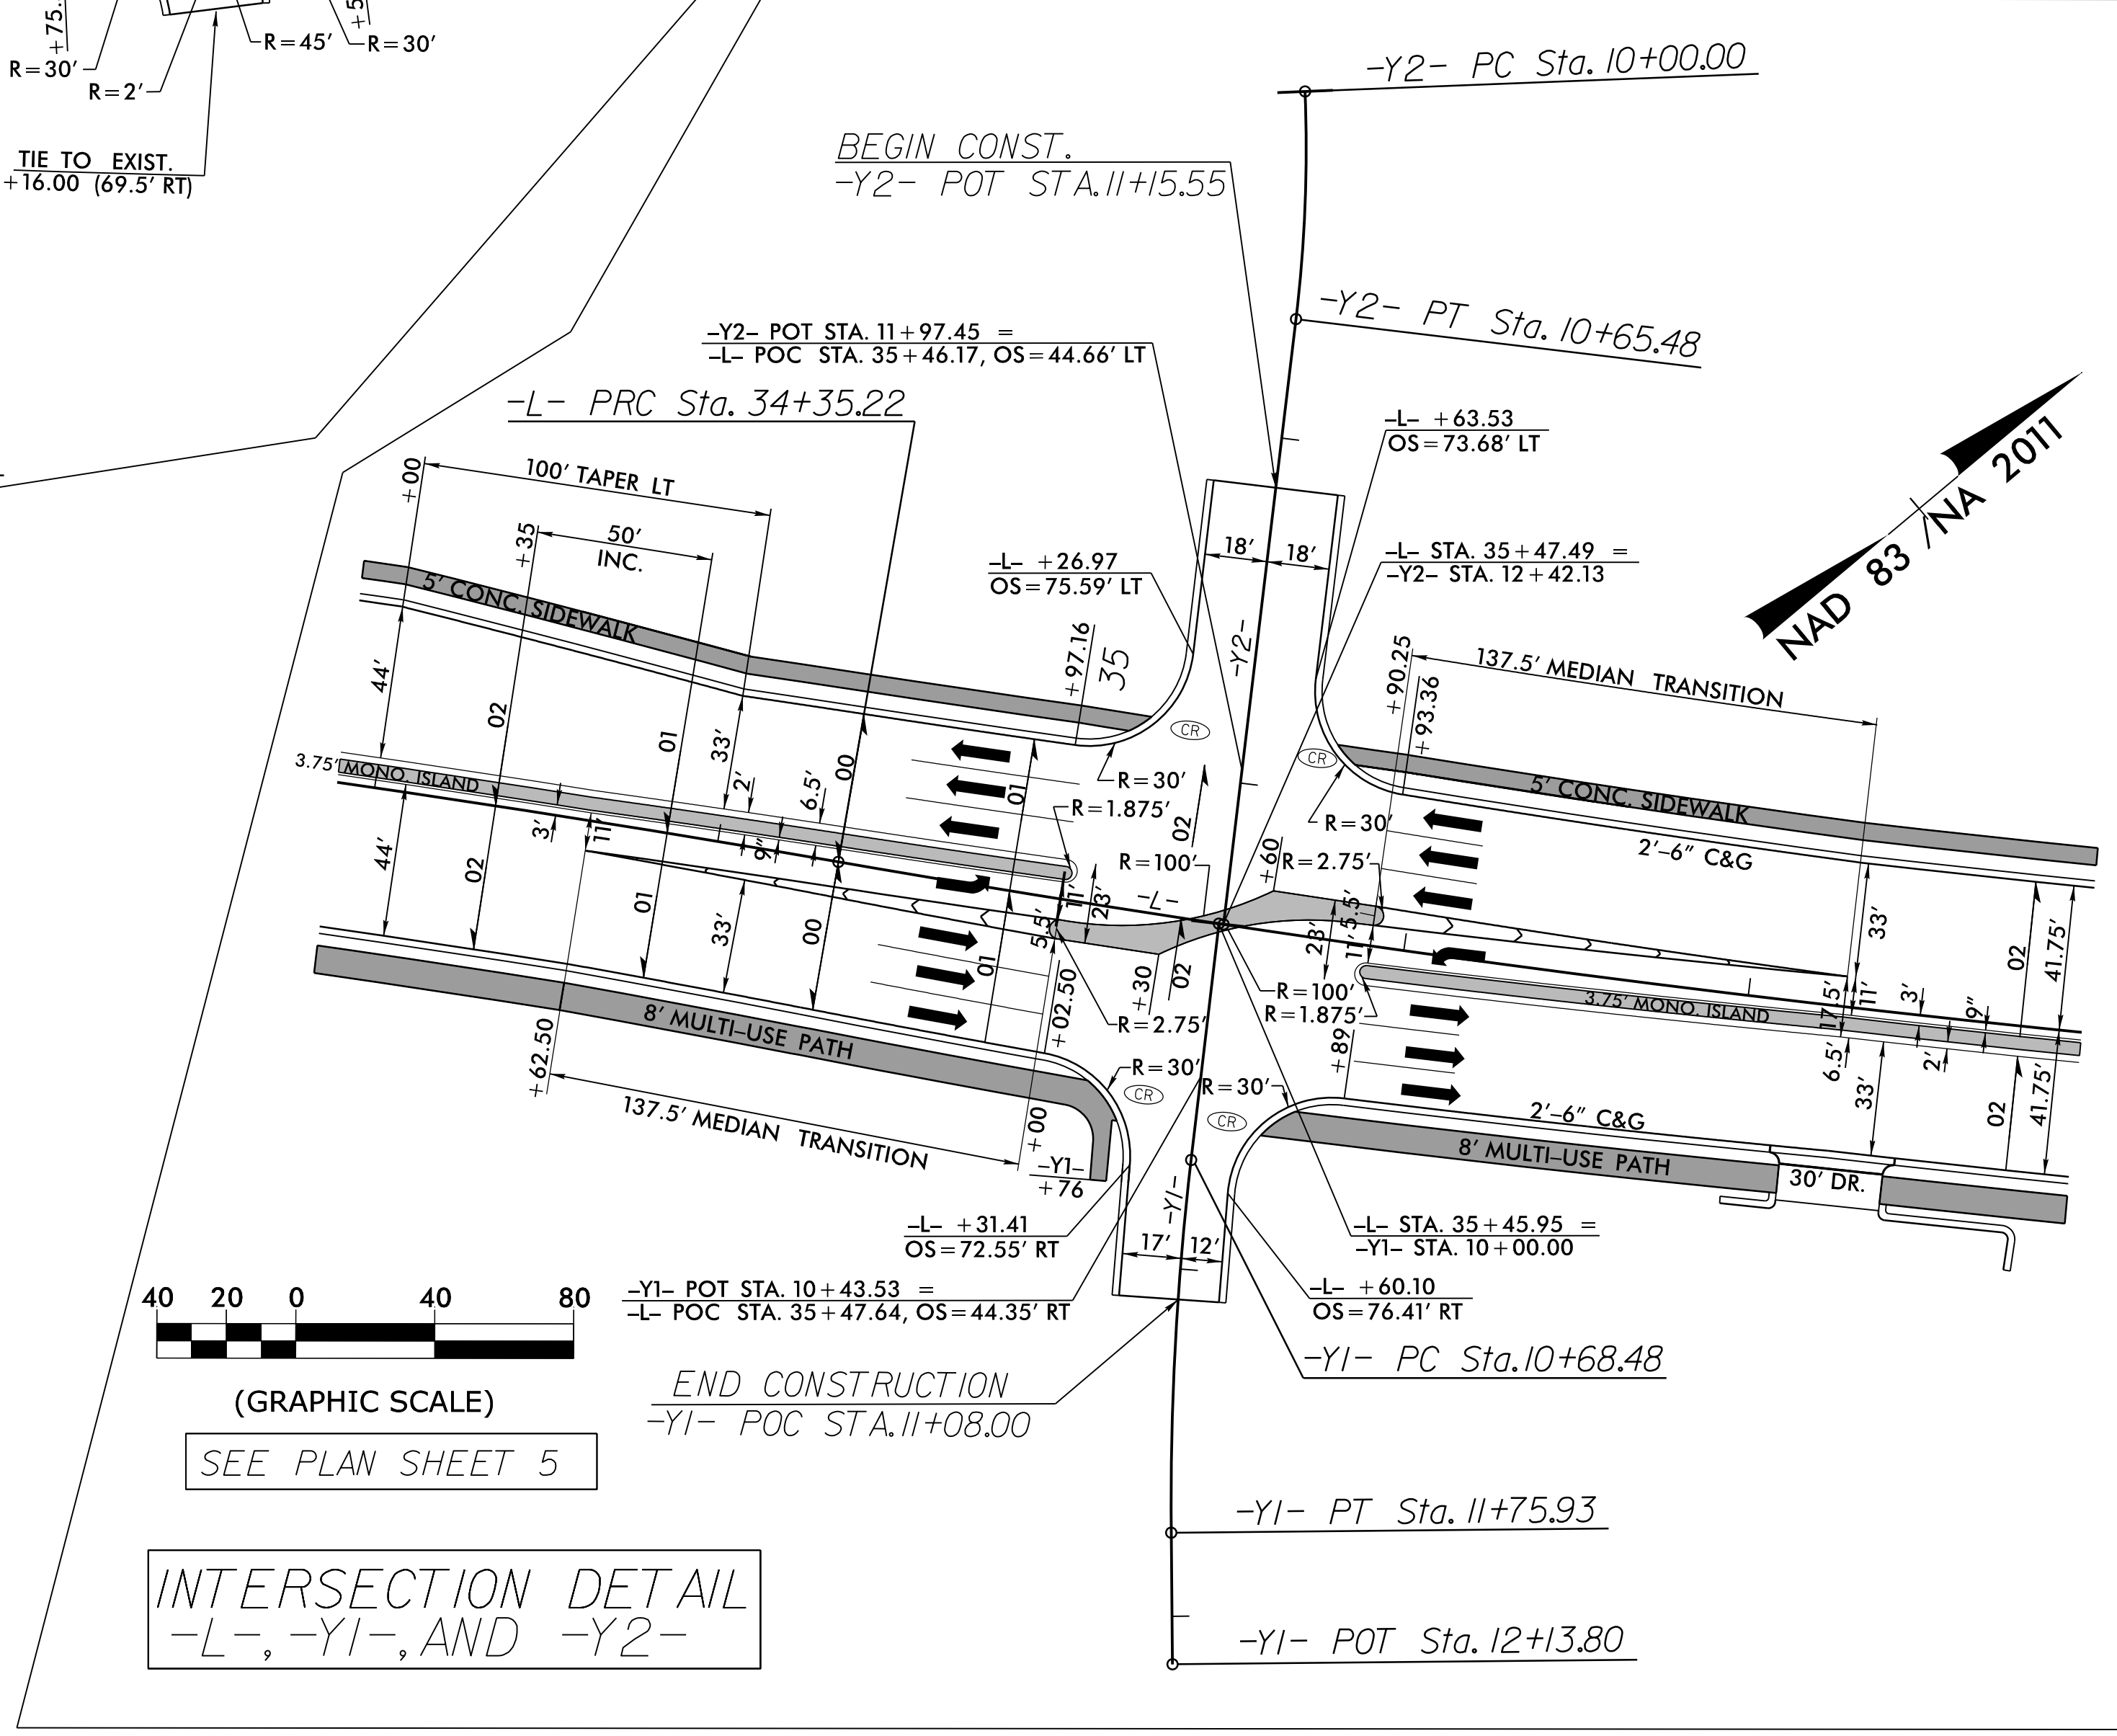 +75.
+5
R=45'
R=30'
R=30'
R=2'
TIE TO EXIST.
+16.00 (69.5' RT)
-Y2- PC Sta. 10+00.00
BEGIN CONST.
-Y2- POT STA.11+15.55
-Y2- PT Sta. 10+65.48
-Y2- POT STA. 11+97.45 =
-L- POC STA. 35+46.17, OS=44.66' LT
-L- PRC Sta. 34+35.22
-L- +63.53
OS=73.68' LT
NAD 83 /NA 2011
-L- STA. 35+47.49 =
-Y2- STA. 12+42.13
-L- +26.97
OS=75.59' LT
+00
100' TAPER LT
+35
50'
INC.
18'
18'
5' CONC. SIDEWALK
+97.16
35
-Y2-
+90.25
+93.36
137.5' MEDIAN TRANSITION
44'
02
01
33'
2'
6.5'
00
01
CR
CR
R=30'
R=1.875'
02
R=30'
5' CONC. SIDEWALK
2'-6" C&G
3.75' MONO. ISLAND
3'
11'
9"
R=100'
+60
R=2.75'
44'
02
01
33'
00
01
5.5'
11'
23'
-L-
+30
02
23'
11'
5.5'
33'
02
41.75'
R=100'
R=1.875'
3.75' MONO. ISLAND
17.5'
11'
3'
9"
R=2.75'
+02.50
+89
6.5'
2'
33'
02
41.75'
8' MULTI-USE PATH
+62.50
137.5' MEDIAN TRANSITION
+00
-Y1-
+76
R=30'
CR
R=30'
CR
2'-6" C&G
8' MULTI-USE PATH
30' DR.
-Y1-
-L- +31.41
OS=72.55' RT
17'
12'
-L- STA. 35+45.95 =
-Y1- STA. 10+00.00
-Y1- POT STA. 10+43.53 =
-L- POC STA. 35+47.64, OS=44.35' RT
-L- +60.10
OS=76.41' RT
40 20 0 40 80
(GRAPHIC SCALE)
-Y1- PC Sta.10+68.48
END CONSTRUCTION
-Y1- POC STA.11+08.00
SEE PLAN SHEET 5
-Y1- PT Sta. 11+75.93
INTERSECTION DETAIL
-L-, -Y1-, AND -Y2-
-Y1- POT Sta. 12+13.80